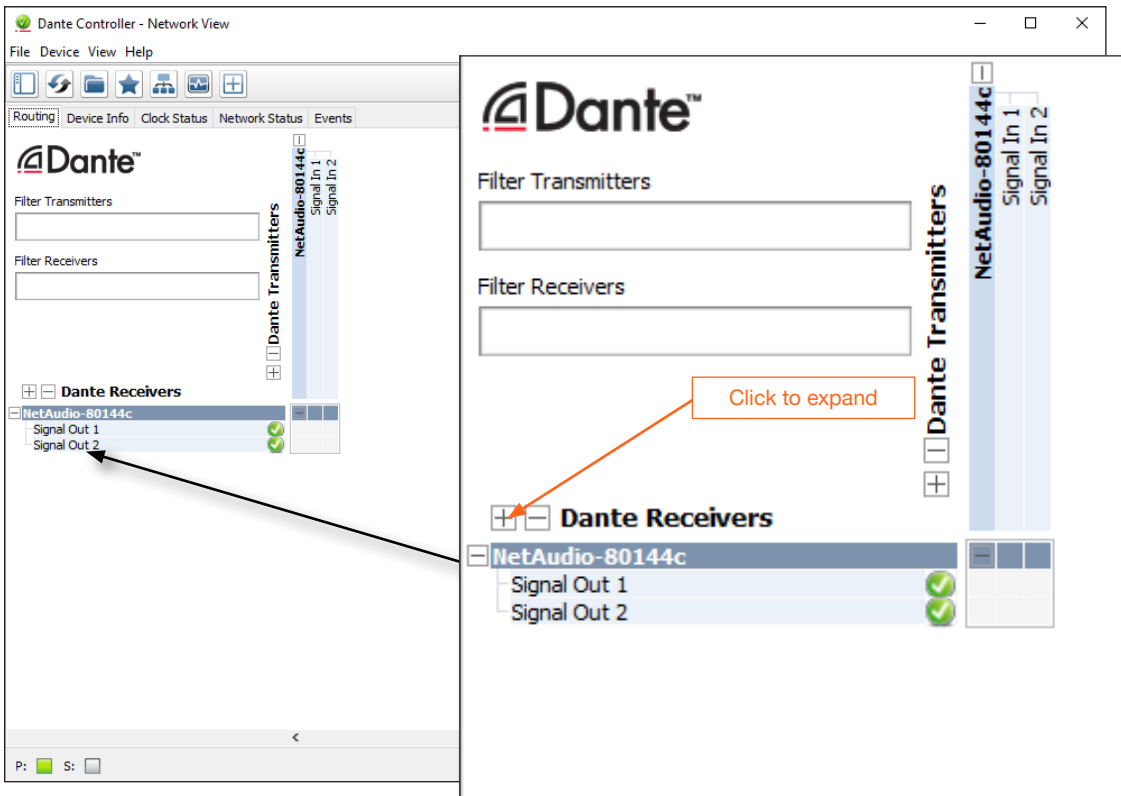 Dante Controller - Network View
File Device View Help
Routing Device Info Clock Status Network Status Events
Dante™
Filter Transmitters
Filter Receivers
Dante Transmitters
NetAudio-80144c
Signal In 1
Signal In 2
Dante Receivers
NetAudio-80144c
Signal Out 1
Signal Out 2
P: S:
Dante™
Filter Transmitters
Filter Receivers
Click to expand
Dante Transmitters
NetAudio-80144c
Signal In 1
Signal In 2
Dante Receivers
NetAudio-80144c
Signal Out 1
Signal Out 2